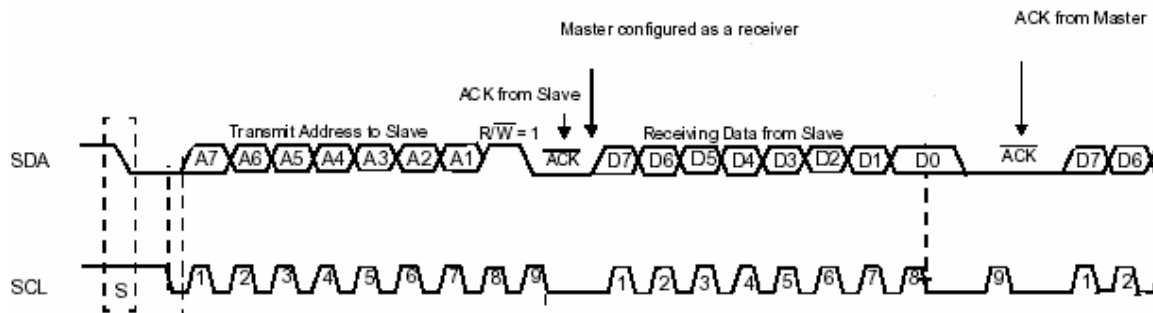 ACK from Master
Master configured as a receiver
ACK from Slave
Transmit Address to Slave R/W = 1 Receiving Data from Slave
SDA A7 A6 A5 A4 A3 A2 A1 ACK D7 D6 D5 D4 D3 D2 D1 D0 ACK D7 D6
SCL S 1 2 3 4 5 6 7 8 9 1 2 3 4 5 6 7 8 9 1 2